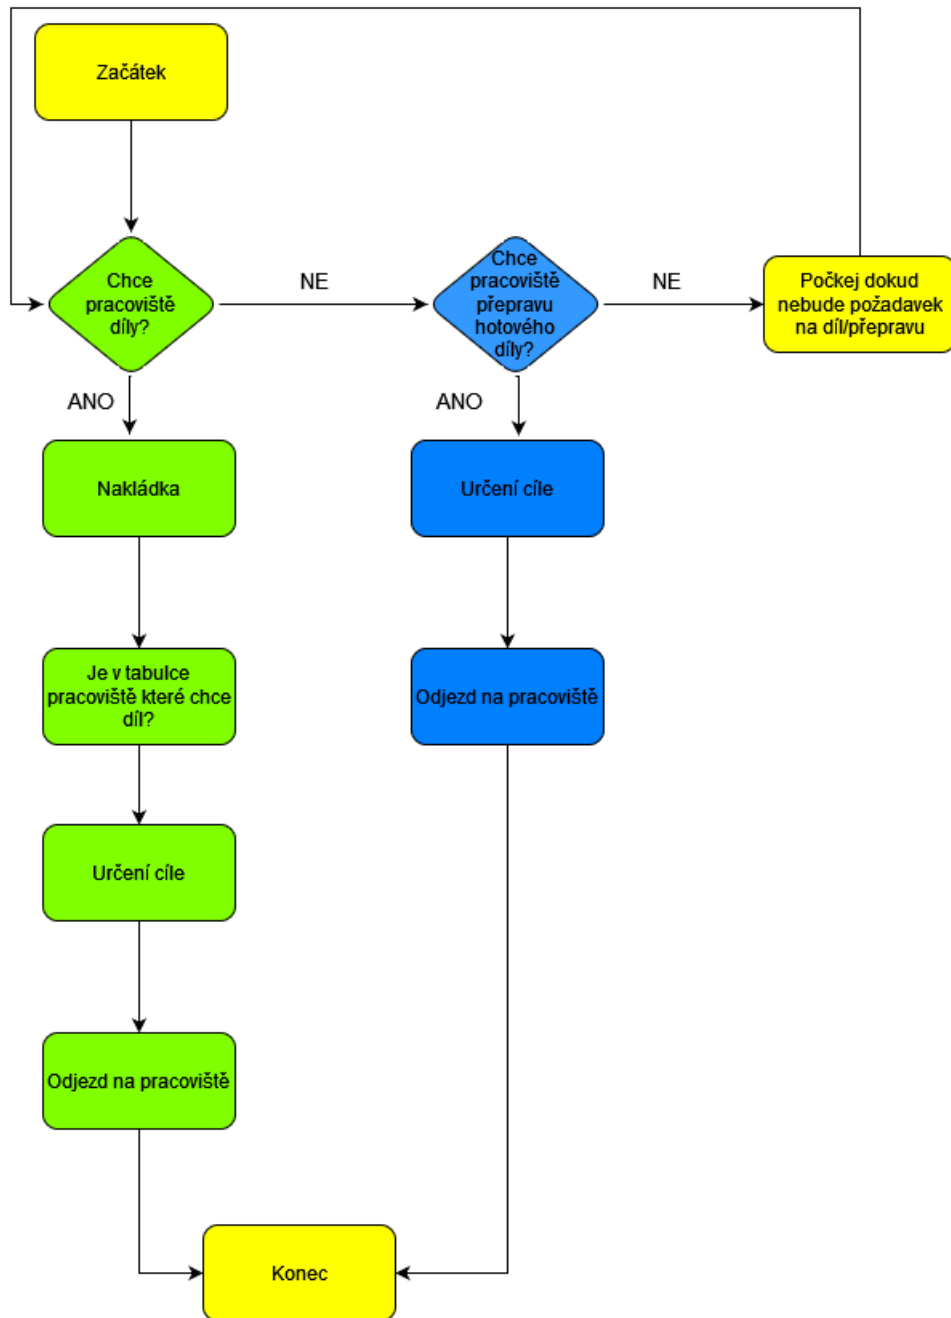 Začátek
Chce
pracoviště
díly?
NE
Chce
pracoviště
přepravu
hotového
díly?
NE
Počkej dokud
nebude požadavek
na díl/přepravu
ANO
ANO
Nakládka
Určení cíle
Je v tabulce
pracoviště které chce
díl?
Odjezd na pracoviště
Určení cíle
Odjezd na pracoviště
Konec